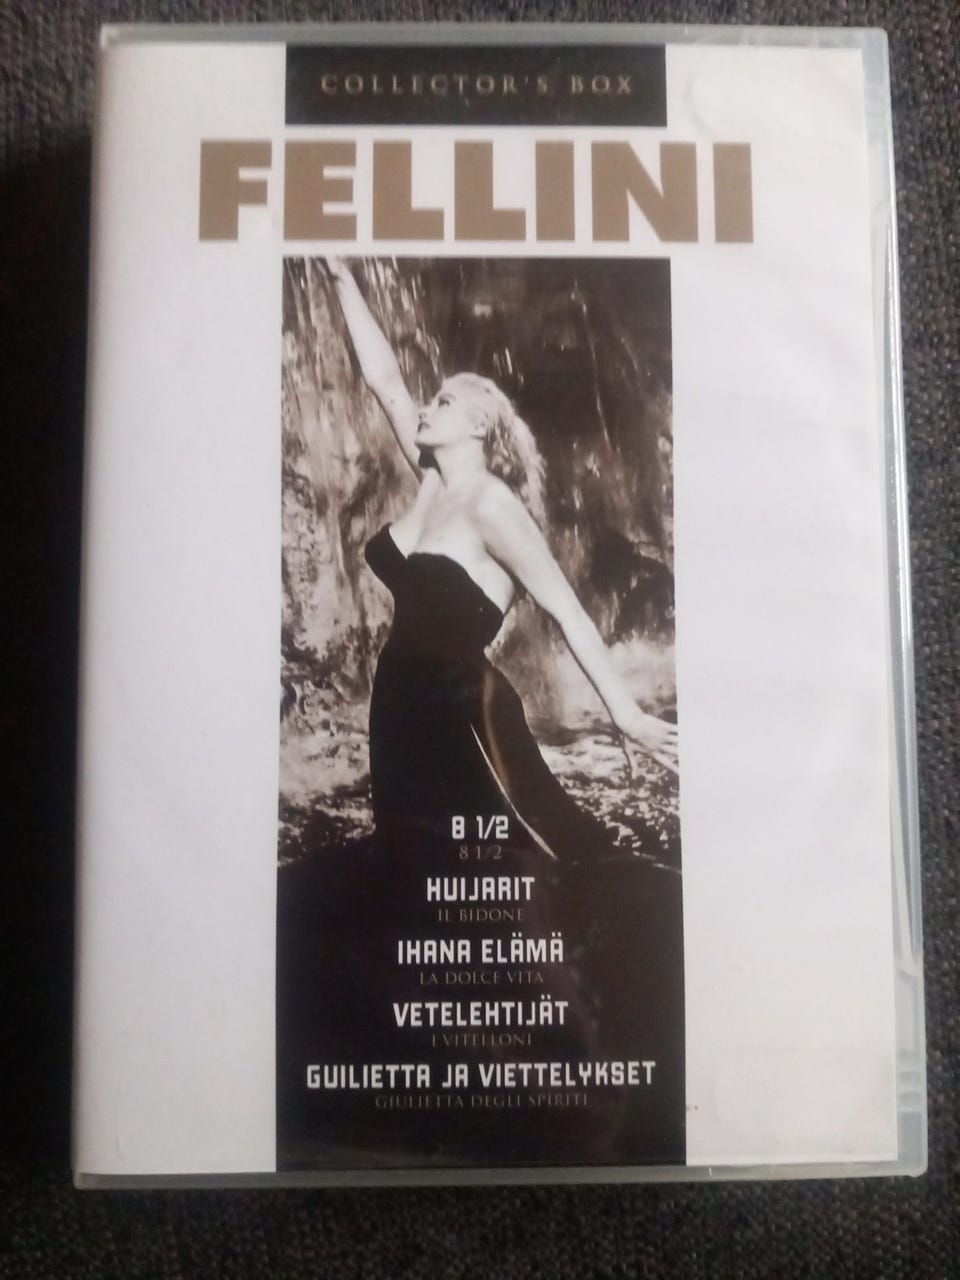 COLLECTOR'S BOX
FELLINI
8 1/2
8 1/2
HUIJARIT
IL BIDONE
IHANA ELÄMÄ
LA DOLCE VITA
VETELEHTIJÄT
I VITELLONI
GUILIETTA JA VIETTELYKSET
GIULIETTA DEGLI SPIRITI